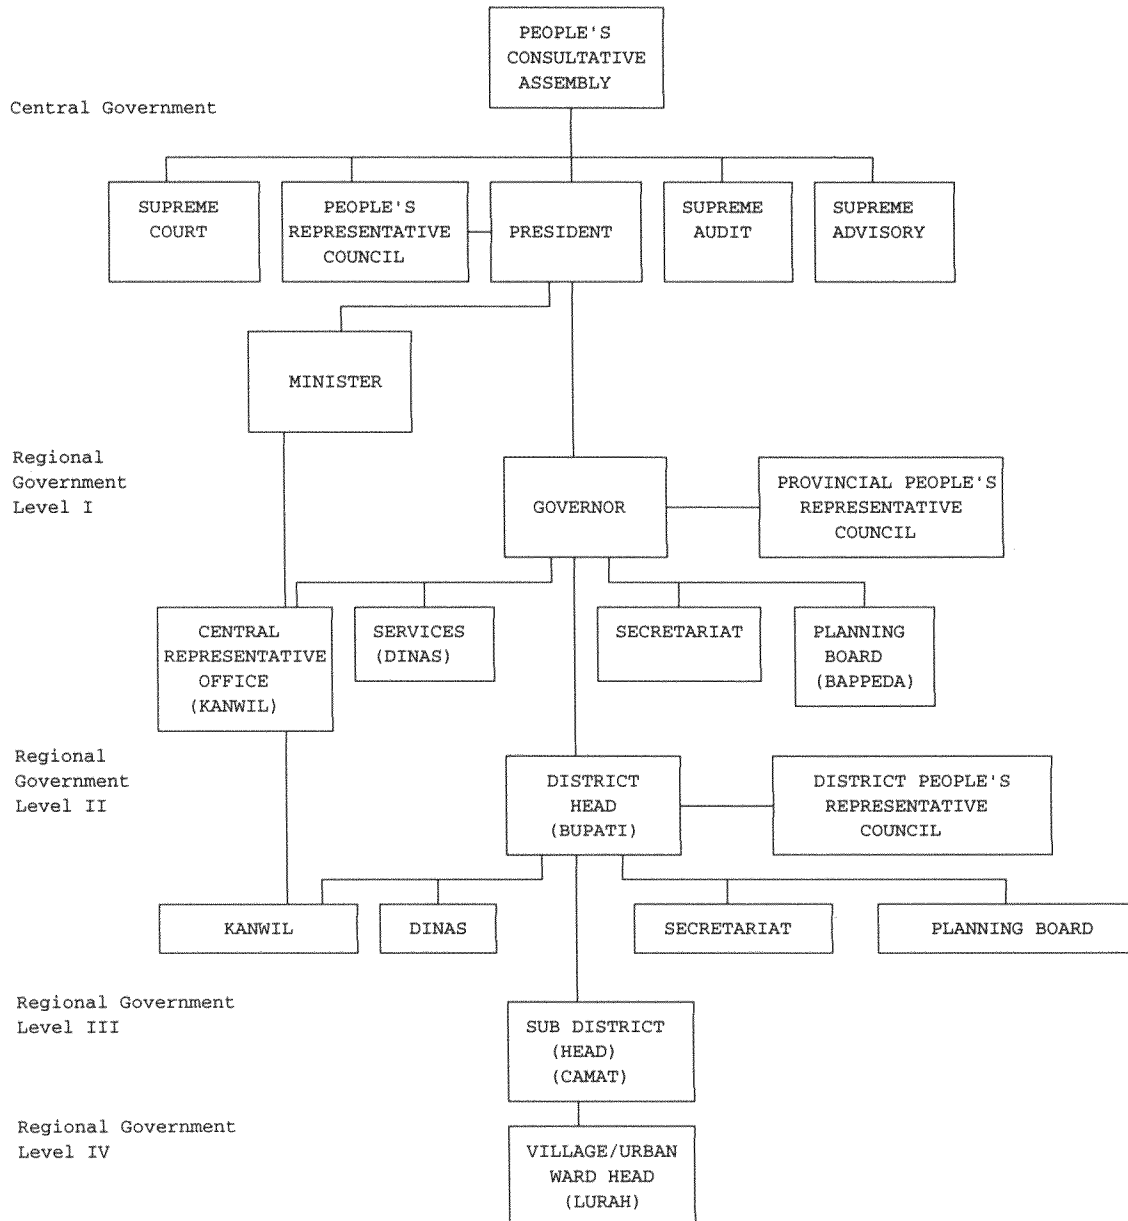 PEOPLE'S
CONSULTATIVE
ASSEMBLY
Central Government
SUPREME
COURT
PEOPLE'S
REPRESENTATIVE
COUNCIL
PRESIDENT
SUPREME
AUDIT
SUPREME
ADVISORY
MINISTER
Regional
Government
Level I
GOVERNOR
PROVINCIAL PEOPLE'S
REPRESENTATIVE
COUNCIL
CENTRAL
REPRESENTATIVE
OFFICE
(KANWIL)
SERVICES
(DINAS)
SECRETARIAT
PLANNING
BOARD
(BAPPEDA)
Regional
Government
Level II
DISTRICT
HEAD
(BUPATI)
DISTRICT PEOPLE'S
REPRESENTATIVE
COUNCIL
KANWIL
DINAS
SECRETARIAT
PLANNING BOARD
Regional Government
Level III
SUB DISTRICT
(HEAD)
(CAMAT)
Regional Government
Level IV
VILLAGE/URBAN
WARD HEAD
(LURAH)